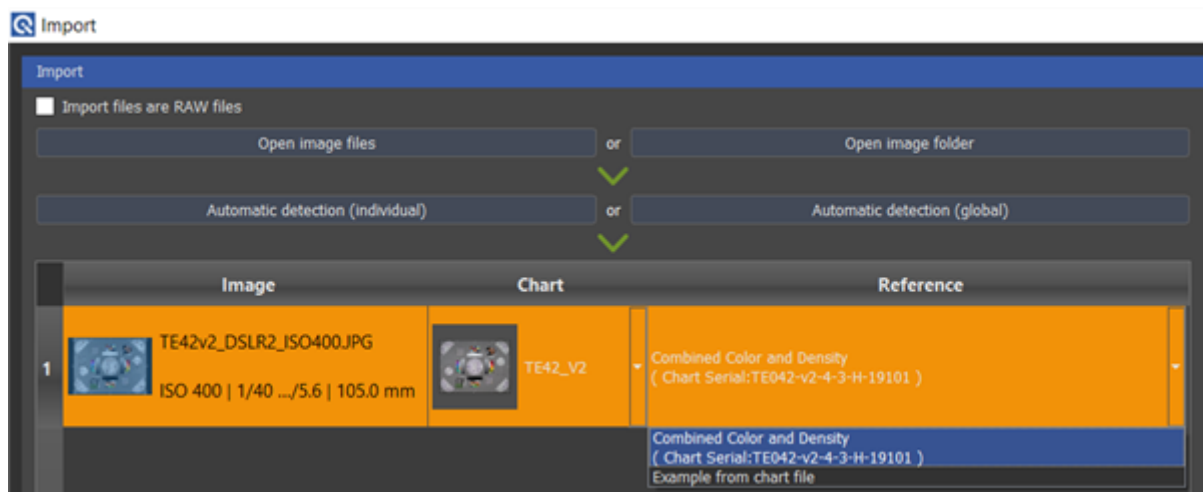 Import
Import
Import files are RAW files
Open image files or Open image folder
Automatic detection (individual) or Automatic detection (global)
Image Chart Reference
1
TE42v2_DSLR2_ISO400.JPG
ISO 400 | 1/40 .../5.6 | 105.0 mm
TE42_V2
Combined Color and Density
( Chart Serial:TE042-v2-4-3-H-19101 )
Combined Color and Density
( Chart Serial:TE042-v2-4-3-H-19101 )
Example from chart file